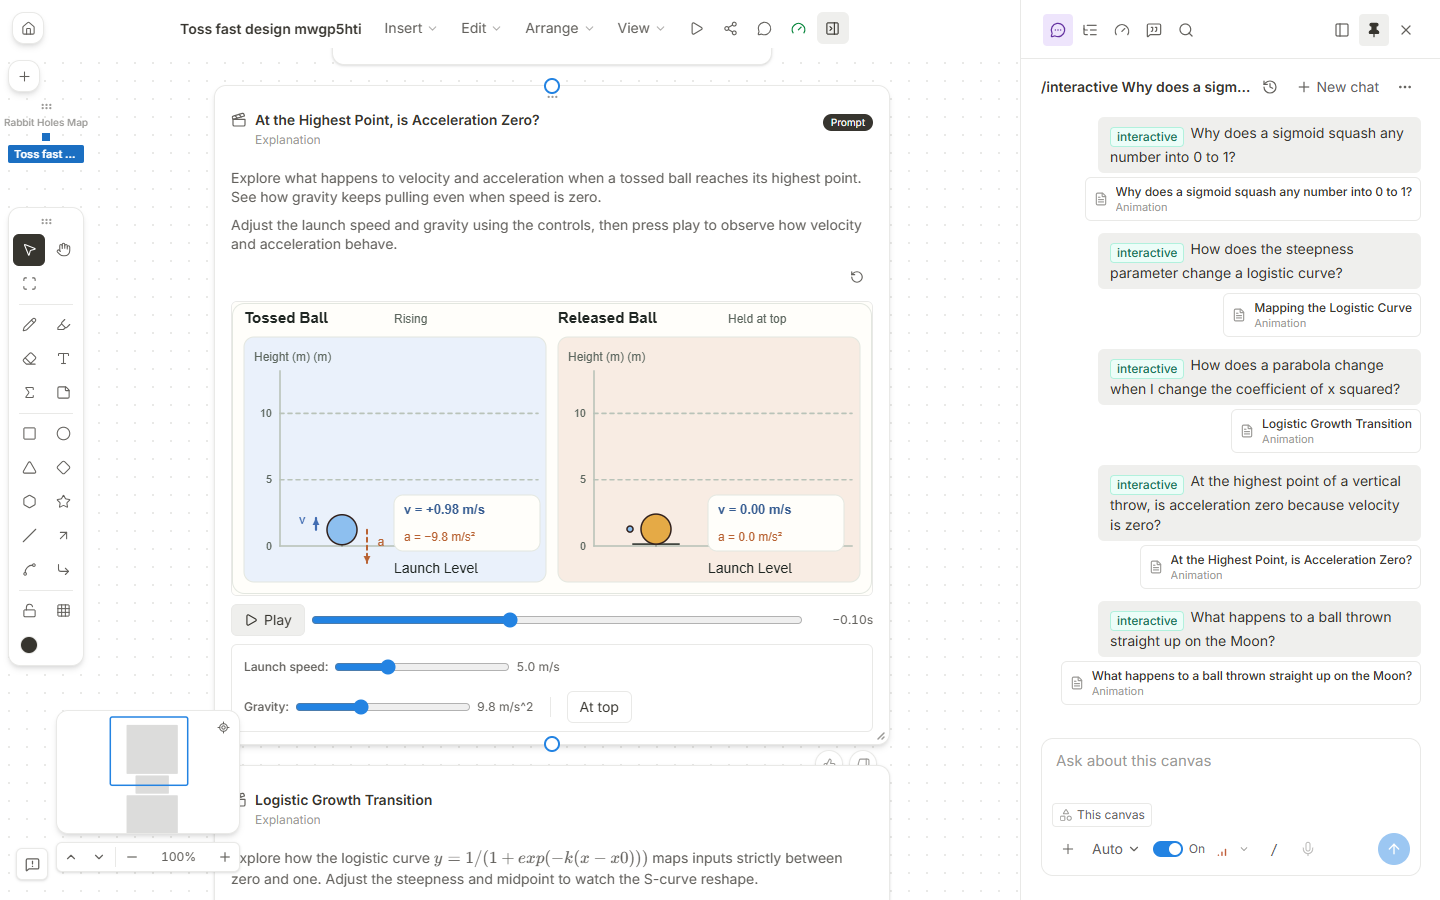 Toss fast design mwgp5hti
Insert
Edit
Arrange
View
Rabbit Holes Map
Toss fast ...
At the Highest Point, is Acceleration Zero?
Explanation
Prompt
Explore what happens to velocity and acceleration when a tossed ball reaches its highest point.
See how gravity keeps pulling even when speed is zero.
Adjust the launch speed and gravity using the controls, then press play to observe how velocity
and acceleration behave.
Tossed Ball
Rising
Height (m) (m)
10
5
0
v
a
v = +0.98 m/s
a = −9.8 m/s²
Launch Level
Released Ball
Held at top
Height (m) (m)
10
5
0
v = 0.00 m/s
a = 0.0 m/s²
Launch Level
Play
−0.10s
Launch speed:
5.0 m/s
Gravity:
9.8 m/s^2
At top
Logistic Growth Transition
Explanation
xplore how the logistic curve y = 1/(1 + exp(−k(x − x0))) maps inputs strictly between
zero and one. Adjust the steepness and midpoint to watch the S-curve reshape.
100%
/interactive Why does a sigm...
New chat
interactive Why does a sigmoid squash any
number into 0 to 1?
Why does a sigmoid squash any number into 0 to 1?
Animation
interactive How does the steepness
parameter change a logistic curve?
Mapping the Logistic Curve
Animation
interactive How does a parabola change
when I change the coefficient of x squared?
Logistic Growth Transition
Animation
interactive At the highest point of a vertical
throw, is acceleration zero because velocity
is zero?
At the Highest Point, is Acceleration Zero?
Animation
interactive What happens to a ball thrown
straight up on the Moon?
What happens to a ball thrown straight up on the Moon?
Animation
Ask about this canvas
This canvas
Auto
On
/